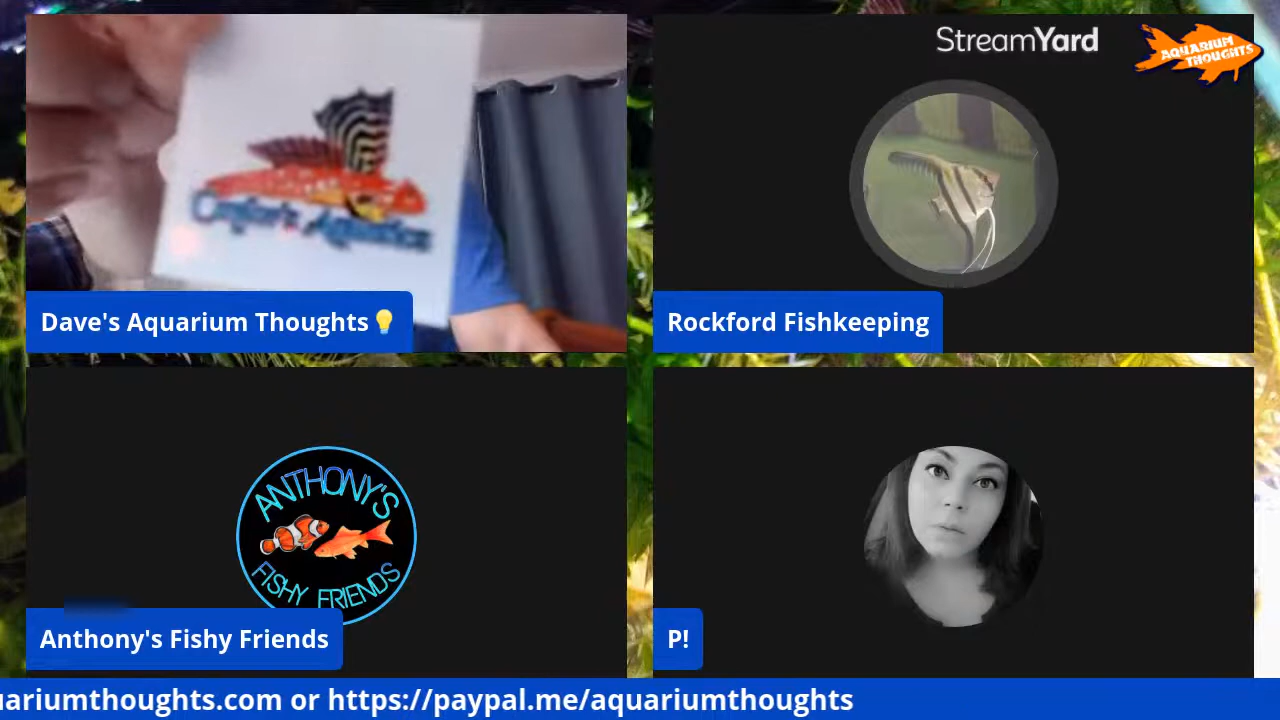 StreamYard
AQUARIUM
THOUGHTS
Aquatics
Dave's Aquarium Thoughts💡
Rockford Fishkeeping
ANTHONY'S
FISHY FRIENDS
Anthony's Fishy Friends
P!
uariumthoughts.com or https://paypal.me/aquariumthoughts